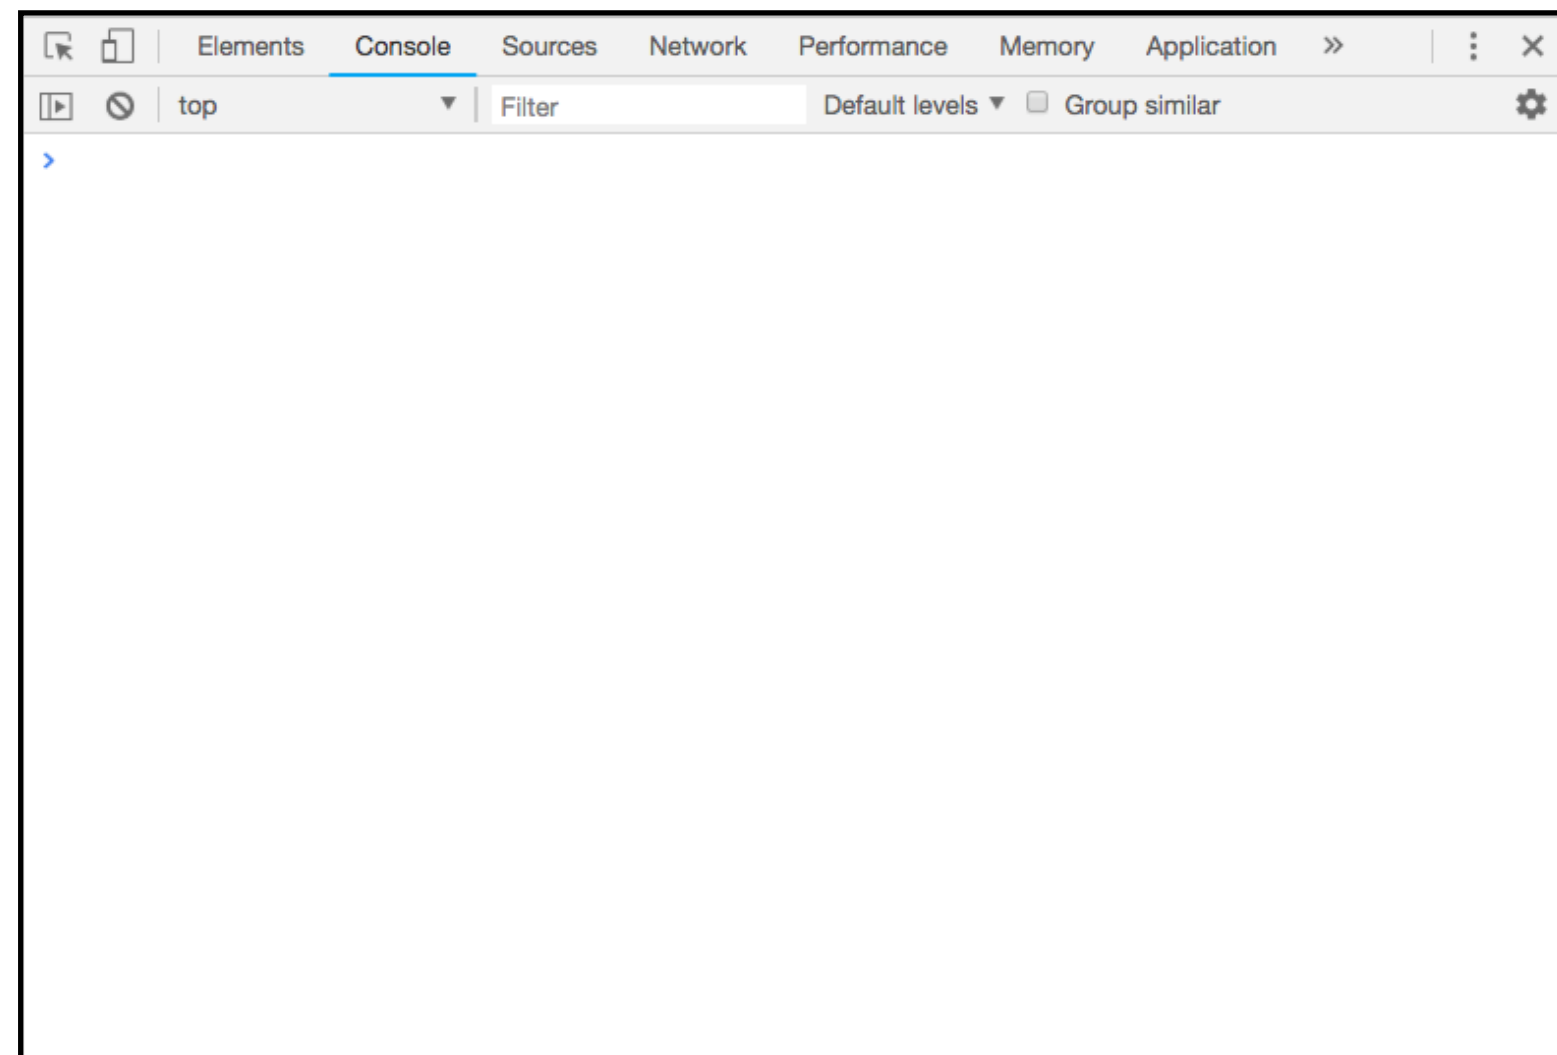 Elements Console Sources Network Performance Memory Application »
top Filter Default levels Group similar